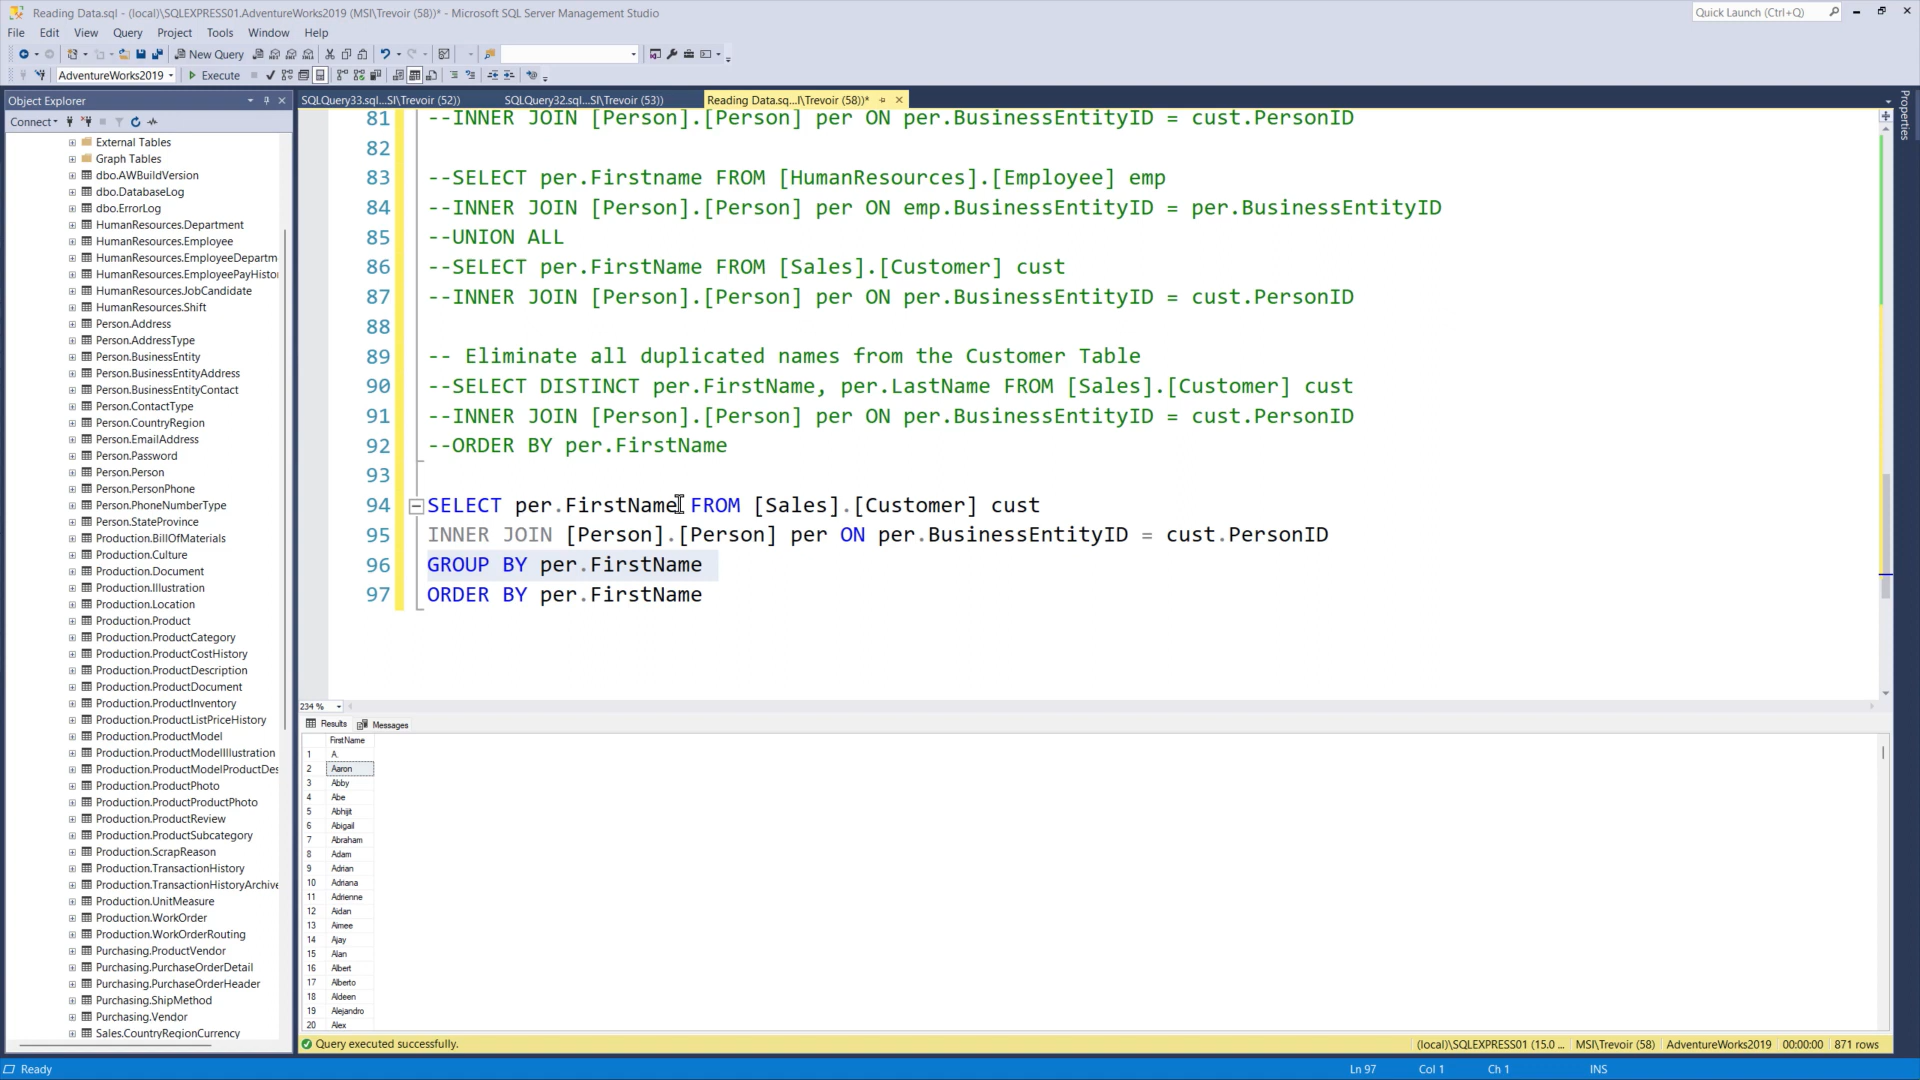 Reading Data.sql - (local)\SQLEXPRESS01.AdventureWorks2019 (MSI\Trevoir (58))* - Microsoft SQL Server Management Studio
Quick Launch (Ctrl+Q)
File Edit View Query Project Tools Window Help
New Query
AdventureWorks2019 Execute
Object Explorer
Connect
External Tables
Graph Tables
dbo.AWBuildVersion
dbo.DatabaseLog
dbo.ErrorLog
HumanResources.Department
HumanResources.Employee
HumanResources.EmployeeDepartm
HumanResources.EmployeePayHisto
HumanResources.JobCandidate
HumanResources.Shift
Person.Address
Person.AddressType
Person.BusinessEntity
Person.BusinessEntityAddress
Person.BusinessEntityContact
Person.ContactType
Person.CountryRegion
Person.EmailAddress
Person.Password
Person.Person
Person.PersonPhone
Person.PhoneNumberType
Person.StateProvince
Production.BillOfMaterials
Production.Culture
Production.Document
Production.Illustration
Production.Location
Production.Product
Production.ProductCategory
Production.ProductCostHistory
Production.ProductDescription
Production.ProductDocument
Production.ProductInventory
Production.ProductListPriceHistory
Production.ProductModel
Production.ProductModelIllustration
Production.ProductModelProductDes
Production.ProductPhoto
Production.ProductProductPhoto
Production.ProductReview
Production.ProductSubcategory
Production.ScrapReason
Production.TransactionHistory
Production.TransactionHistoryArchive
Production.UnitMeasure
Production.WorkOrder
Production.WorkOrderRouting
Purchasing.ProductVendor
Purchasing.PurchaseOrderDetail
Purchasing.PurchaseOrderHeader
Purchasing.ShipMethod
Purchasing.Vendor
Sales.CountryRegionCurrency
SQLQuery33.sql...SI\Trevoir (52)) SQLQuery32.sql...SI\Trevoir (53)) Reading Data.sq...I\Trevoir (58))*
Properties
81 --INNER JOIN [Person].[Person] per ON per.BusinessEntityID = cust.PersonID
82
83 --SELECT per.Firstname FROM [HumanResources].[Employee] emp
84 --INNER JOIN [Person].[Person] per ON emp.BusinessEntityID = per.BusinessEntityID
85 --UNION ALL
86 --SELECT per.FirstName FROM [Sales].[Customer] cust
87 --INNER JOIN [Person].[Person] per ON per.BusinessEntityID = cust.PersonID
88
89 -- Eliminate all duplicated names from the Customer Table
90 --SELECT DISTINCT per.FirstName, per.LastName FROM [Sales].[Customer] cust
91 --INNER JOIN [Person].[Person] per ON per.BusinessEntityID = cust.PersonID
92 --ORDER BY per.FirstName
93
94 SELECT per.FirstName FROM [Sales].[Customer] cust
95 INNER JOIN [Person].[Person] per ON per.BusinessEntityID = cust.PersonID
96 GROUP BY per.FirstName
97 ORDER BY per.FirstName
234 %
Results Messages
FirstName
1 A.
2 Aaron
3 Abby
4 Abe
5 Abhijit
6 Abigail
7 Abraham
8 Adam
9 Adrian
10 Adriana
11 Adrienne
12 Aidan
13 Aimee
14 Ajay
15 Alan
16 Albert
17 Alberto
18 Aldeen
19 Alejandro
20 Alex
Query executed successfully. (local)\SQLEXPRESS01 (15.0 ... MSI\Trevoir (58) AdventureWorks2019 00:00:00 871 rows
Ready Ln 97 Col 1 Ch 1 INS